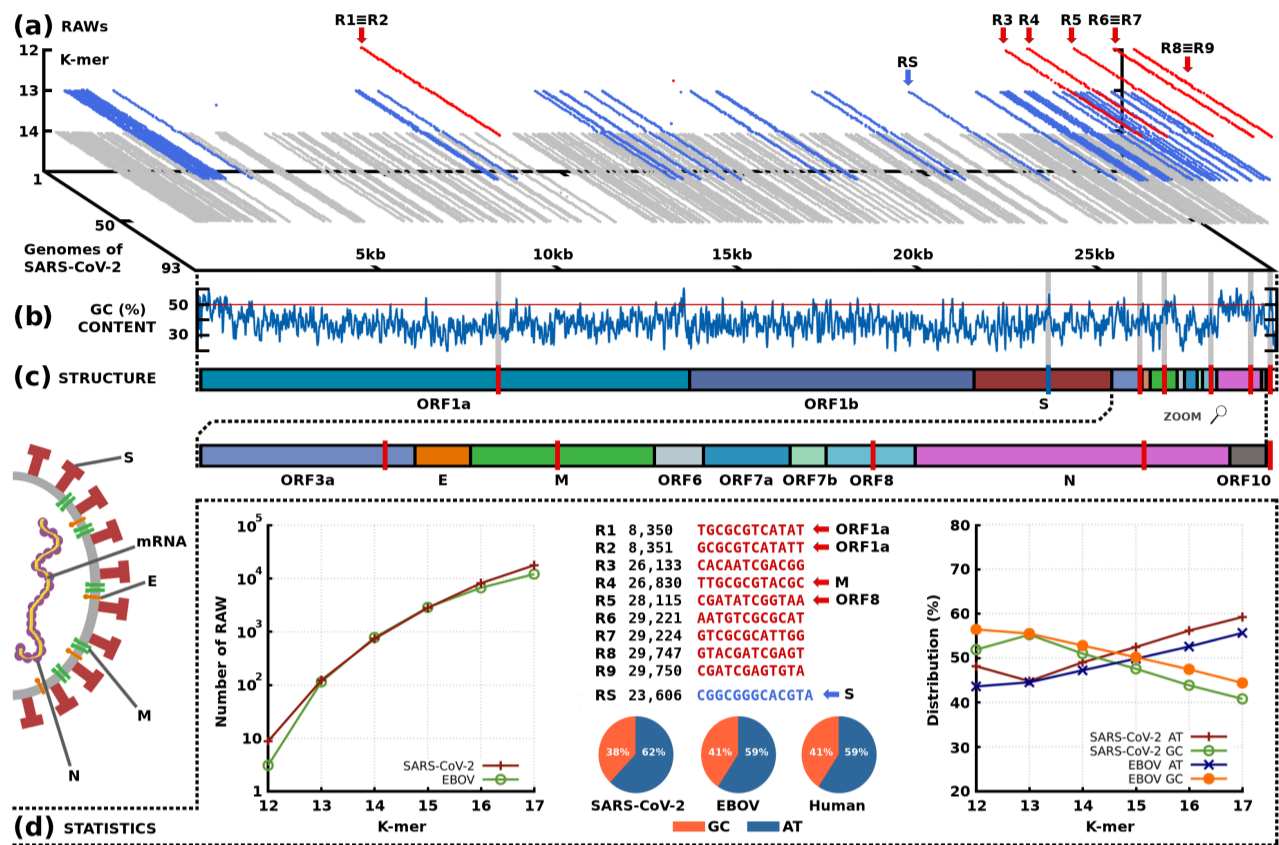 (a) RAWs
R1≡R2
R3 R4 R5 R6≡R7
R8≡R9
RS
12
K-mer
13
14
1
50
Genomes of
SARS-CoV-2
93
5kb 10kb 15kb 20kb 25kb
(b) GC (%)
CONTENT
50
30
(c) STRUCTURE
ORF1a ORF1b S
ZOOM
ORF3a E M ORF6 ORF7a ORF7b ORF8 N ORF10
S
mRNA
E
M
N
Number of RAW
10^5
10^4
10^3
10^2
10
1
12 13 14 15 16 17
K-mer
SARS-CoV-2
EBOV
R1 8,350 TGCGCGTCATAT ORF1a
R2 8,351 GCGCGTCATATT ORF1a
R3 26,133 CACAATCGACGG
R4 26,830 TTGCGCGTACGC M
R5 28,115 CGATATCGGTAA ORF8
R6 29,221 AATGTCGCGCAT
R7 29,224 GTCGCGCATTGG
R8 29,747 GTACGATCGAGT
R9 29,750 CGATCGAGTGTA
RS 23,606 CGGCGGGCACGTA S
38% 62% 41% 59% 41% 59%
SARS-CoV-2 EBOV Human
GC AT
Distribution (%)
80
70
60
50
40
30
20
12 13 14 15 16 17
K-mer
SARS-CoV-2 AT
SARS-CoV-2 GC
EBOV AT
EBOV GC
(d) STATISTICS